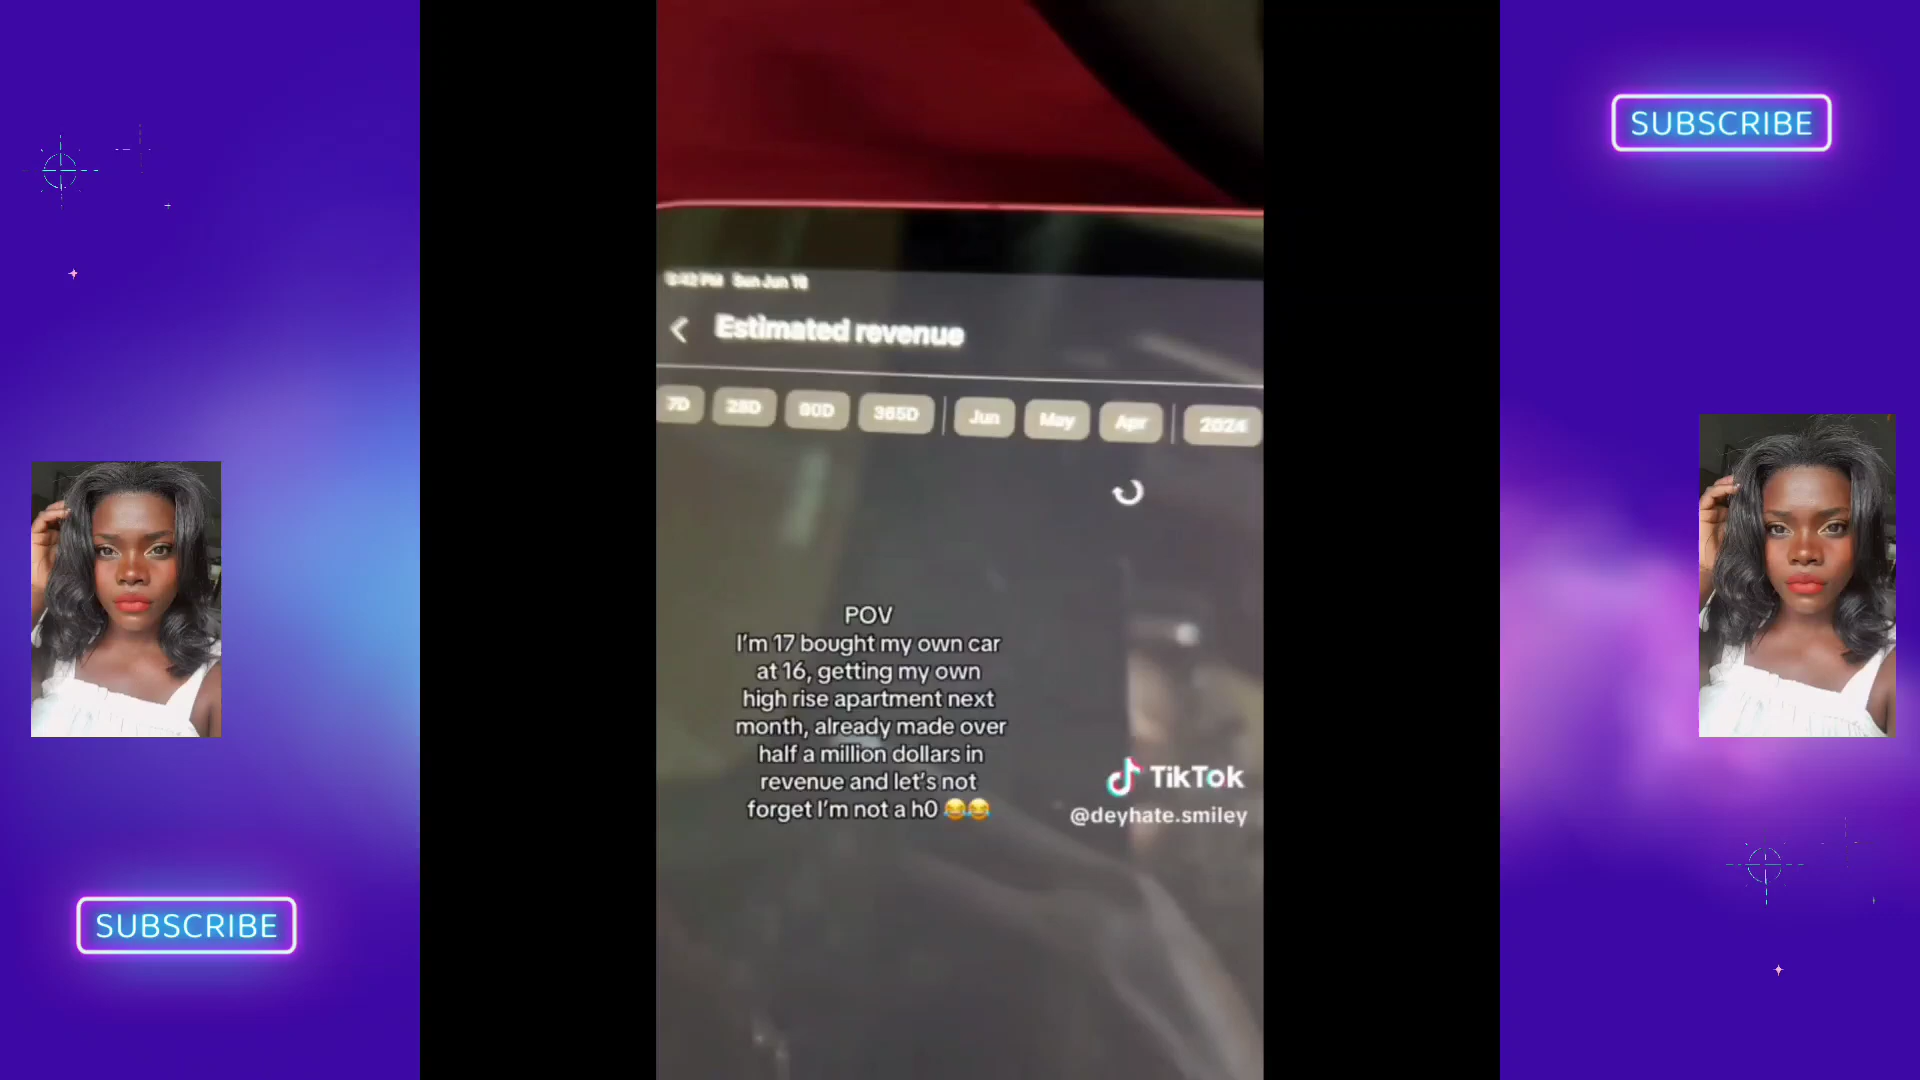 SUBSCRIBE
Sun Jun
Estimated revenue
7D 28D 90D 365D Jun May Apr 2024
POV
I'm 17 bought my own car
at 16, getting my own
high rise apartment next
month, already made over
half a million dollars in
revenue and let's not
forget I'm not a h0 😂😂
TikTok
@deyhate.smiley
SUBSCRIBE